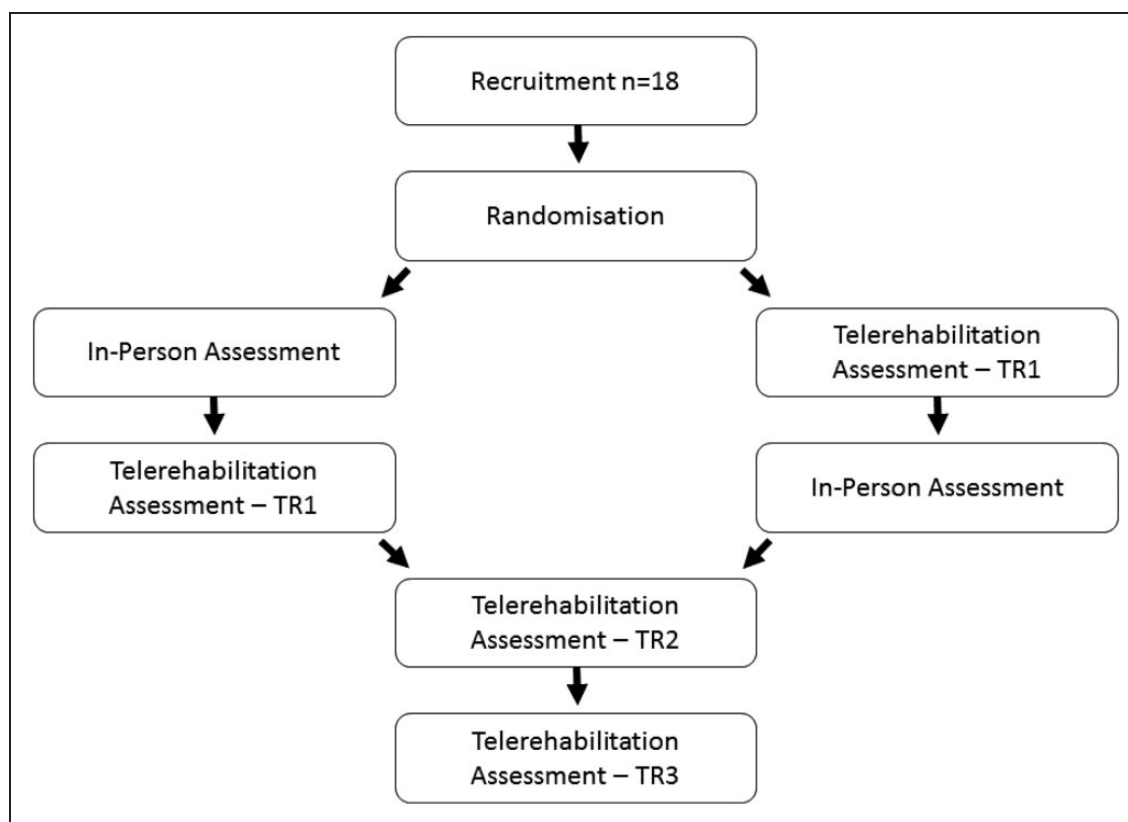 Recruitment n=18
Randomisation
In-Person Assessment
Telerehabilitation
Assessment – TR1
Telerehabilitation
Assessment – TR1
In-Person Assessment
Telerehabilitation
Assessment – TR2
Telerehabilitation
Assessment – TR3